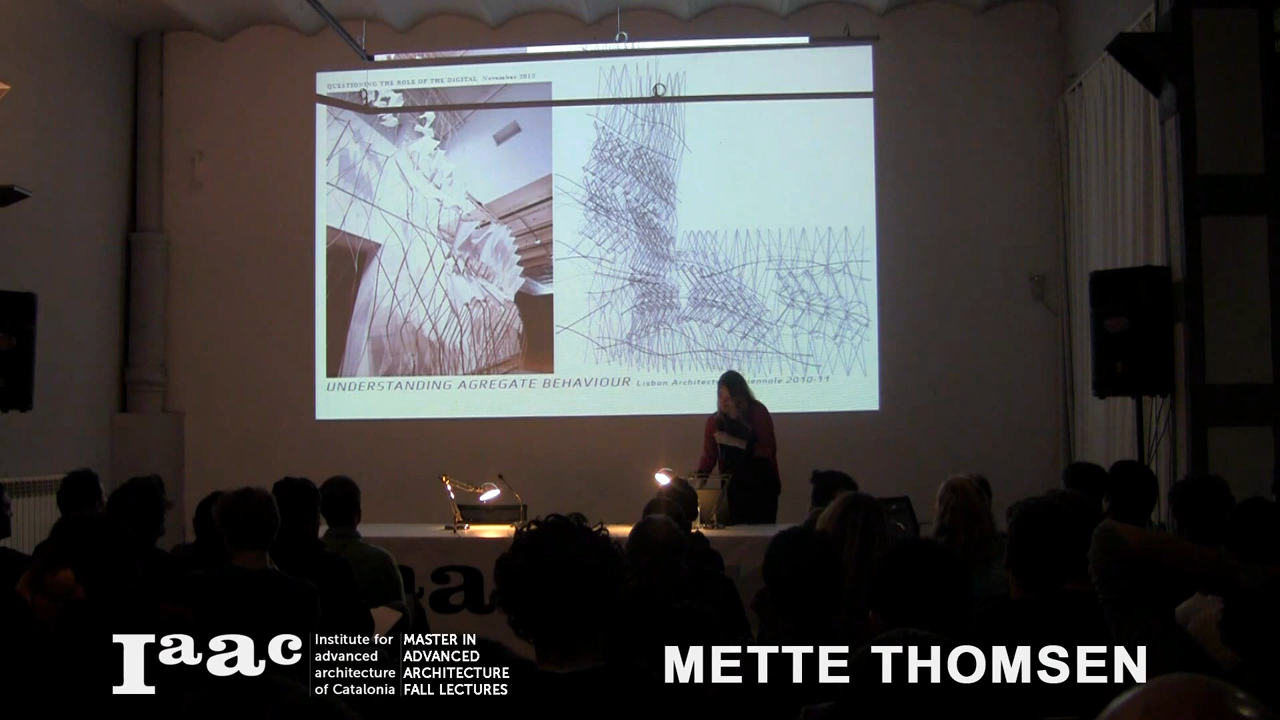 QUESTIONING THE ROLE OF THE DIGITAL November 2012
UNDERSTANDING AGREGATE BEHAVIOUR Lisbon Architecture 2010-11
aac
Iaac
Institute for
advanced
architecture
of Catalonia
MASTER IN
ADVANCED
ARCHITECTURE
FALL LECTURES
METTE THOMSEN